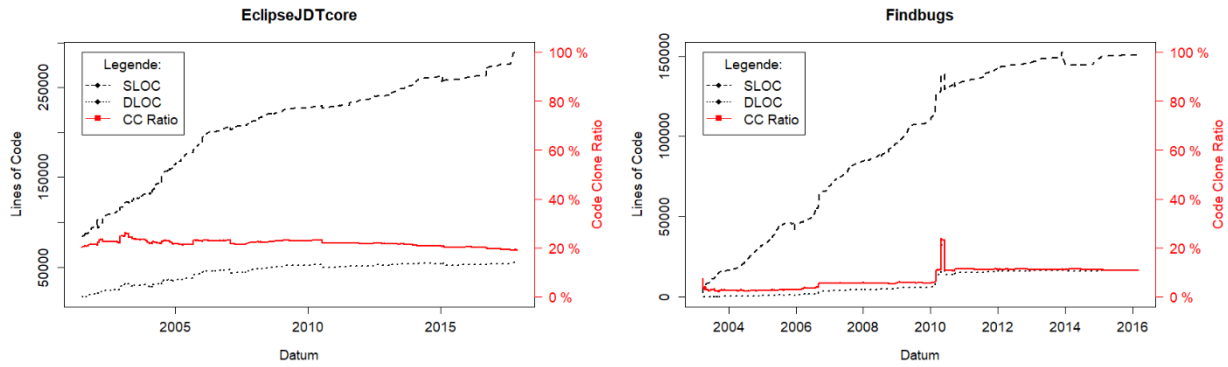 EclipseJDTcore
Legende:
SLOC
DLOC
CC Ratio
Lines of Code
50000
150000
250000
0 %
20 %
40 %
60 %
80 %
100 %
Code Clone Ratio
2005
2010
2015
Datum
Findbugs
Legende:
SLOC
DLOC
CC Ratio
Lines of Code
0
50000
100000
150000
0 %
20 %
40 %
60 %
80 %
100 %
Code Clone Ratio
2004
2006
2008
2010
2012
2014
2016
Datum